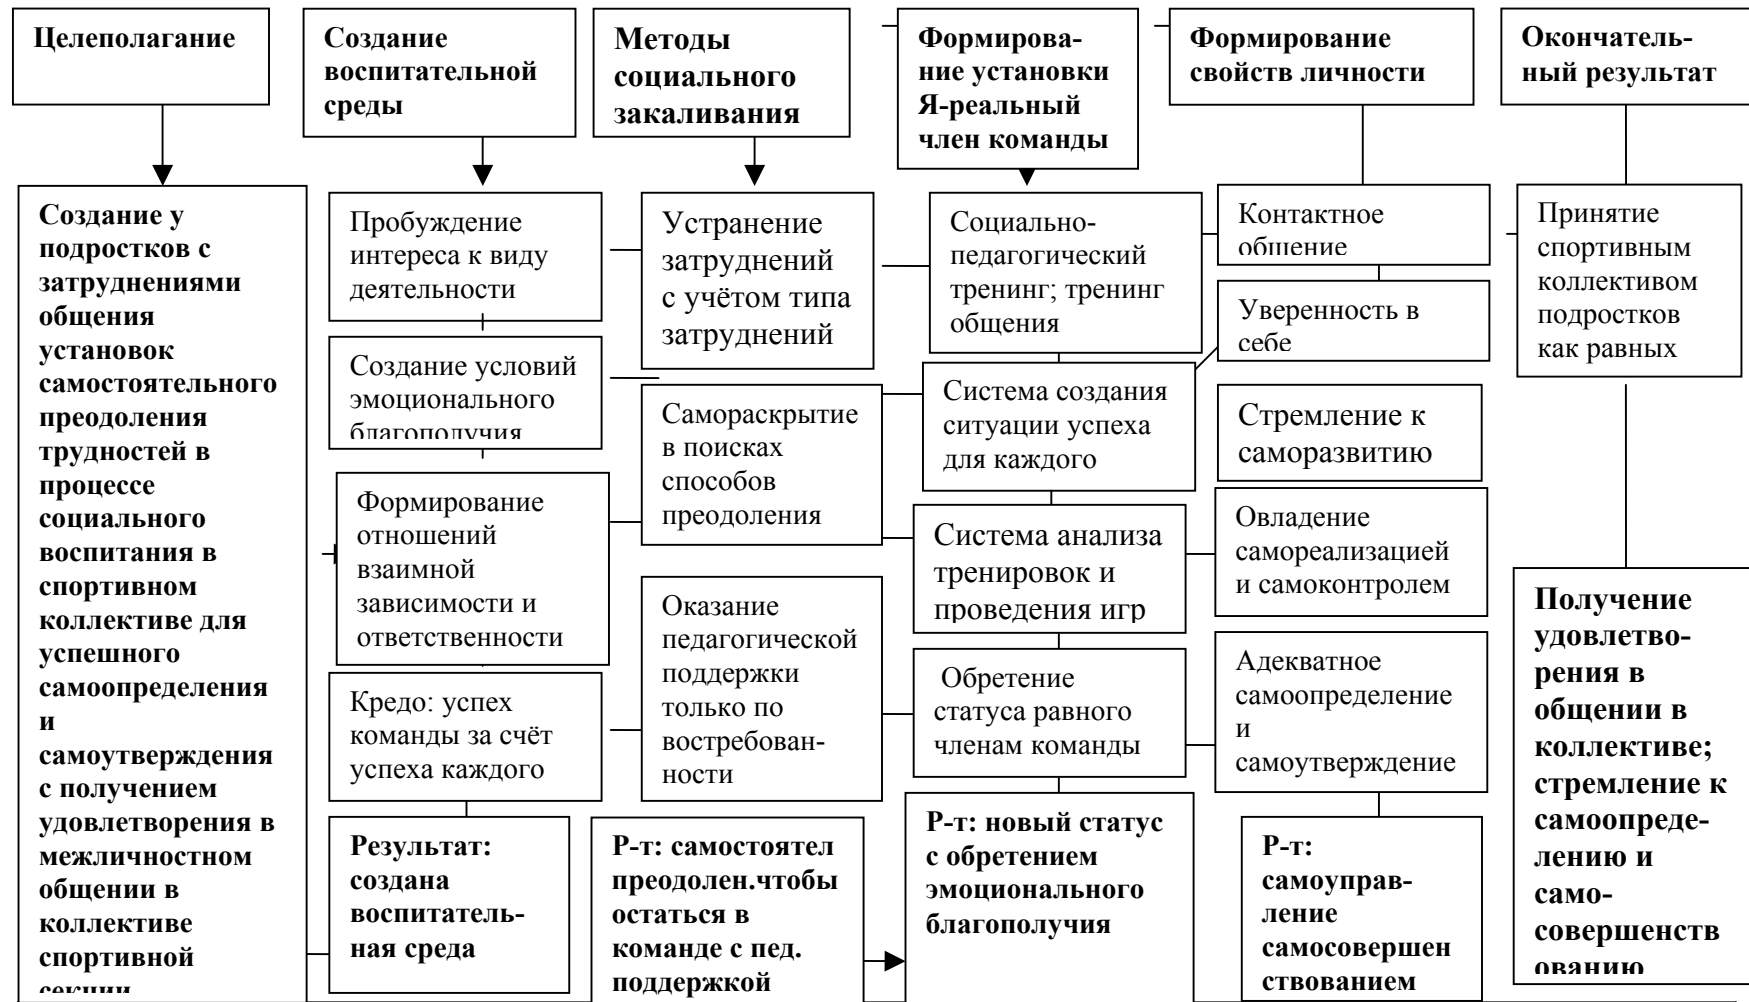 Целеполагание
Создание
воспитательной
среды
Методы
социального
закаливания
Формирова-
ние установки
Я-реальный
член команды
Формирование
свойств личности
Окончатель-
ный результат
Создание у
подростков с
затруднениями
общения
установок
самостоятельного
преодоления
трудностей в
процессе
социального
воспитания в
спортивном
коллективе для
успешного
самоопределения
и
самоутверждения
с получением
удовлетворения в
межличностном
общении в
коллективе
спортивной
секции
Пробуждение
интереса к виду
деятельности
Создание условий
эмоционального
благополучия
Формирование
отношений
взаимной
зависимости и
ответственности
Кредо: успех
команды за счёт
успеха каждого
Результат:
создана
воспитатель-
ная среда
Устранение
затруднений
с учётом типа
затруднений
Самораскрытие
в поисках
способов
преодоления
Оказание
педагогической
поддержки
только по
востребован-
ности
Р-т: самостоятел
преодолен.чтобы
остаться в
команде с пед.
поддержкой
Социально-
педагогический
тренинг; тренинг
общения
Система создания
ситуации успеха
для каждого
Система анализа
тренировок и
проведения игр
Обретение
статуса равного
членам команды
Р-т: новый статус
с обретением
эмоционального
благополучия
Контактное
общение
Уверенность в
себе
Стремление к
саморазвитию
Овладение
самореализацией
и самоконтролем
Адекватное
самоопределение
и
самоутверждение
Р-т:
самоуправ-
ление
самосовершен
ствованием
Принятие
спортивным
коллективом
подростков
как равных
Получение
удовлетво-
рения в
общении в
коллективе;
стремление к
самоопреде-
лению и
само-
совершенств
ованию